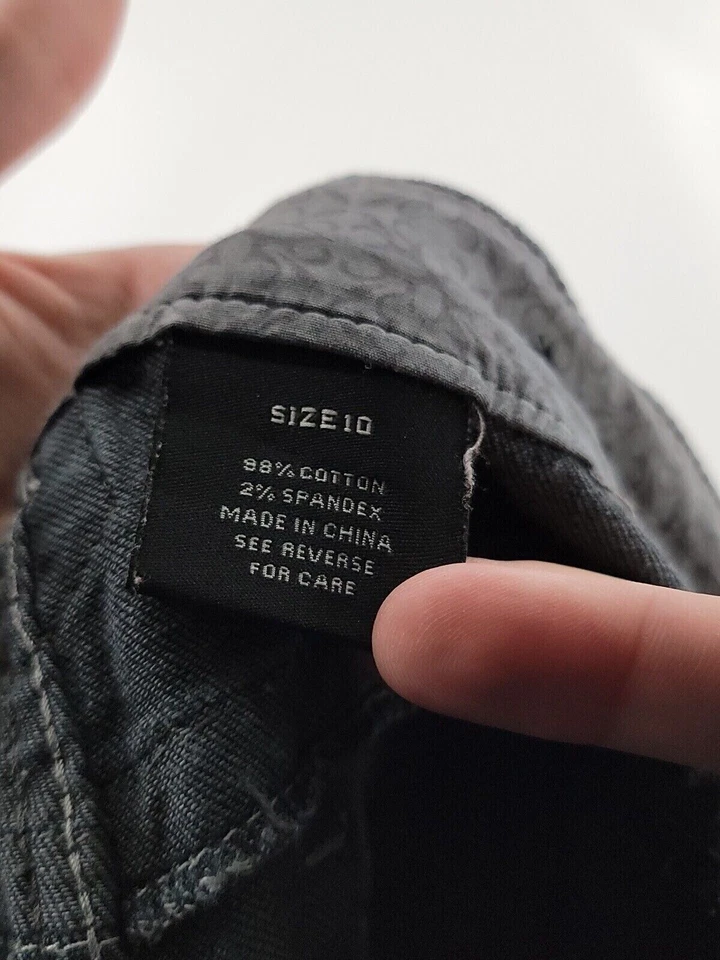 SIZE10
98% COTTON
2% SPANDEX
MADE IN CHINA
SEE REVERSE
FOR CARE